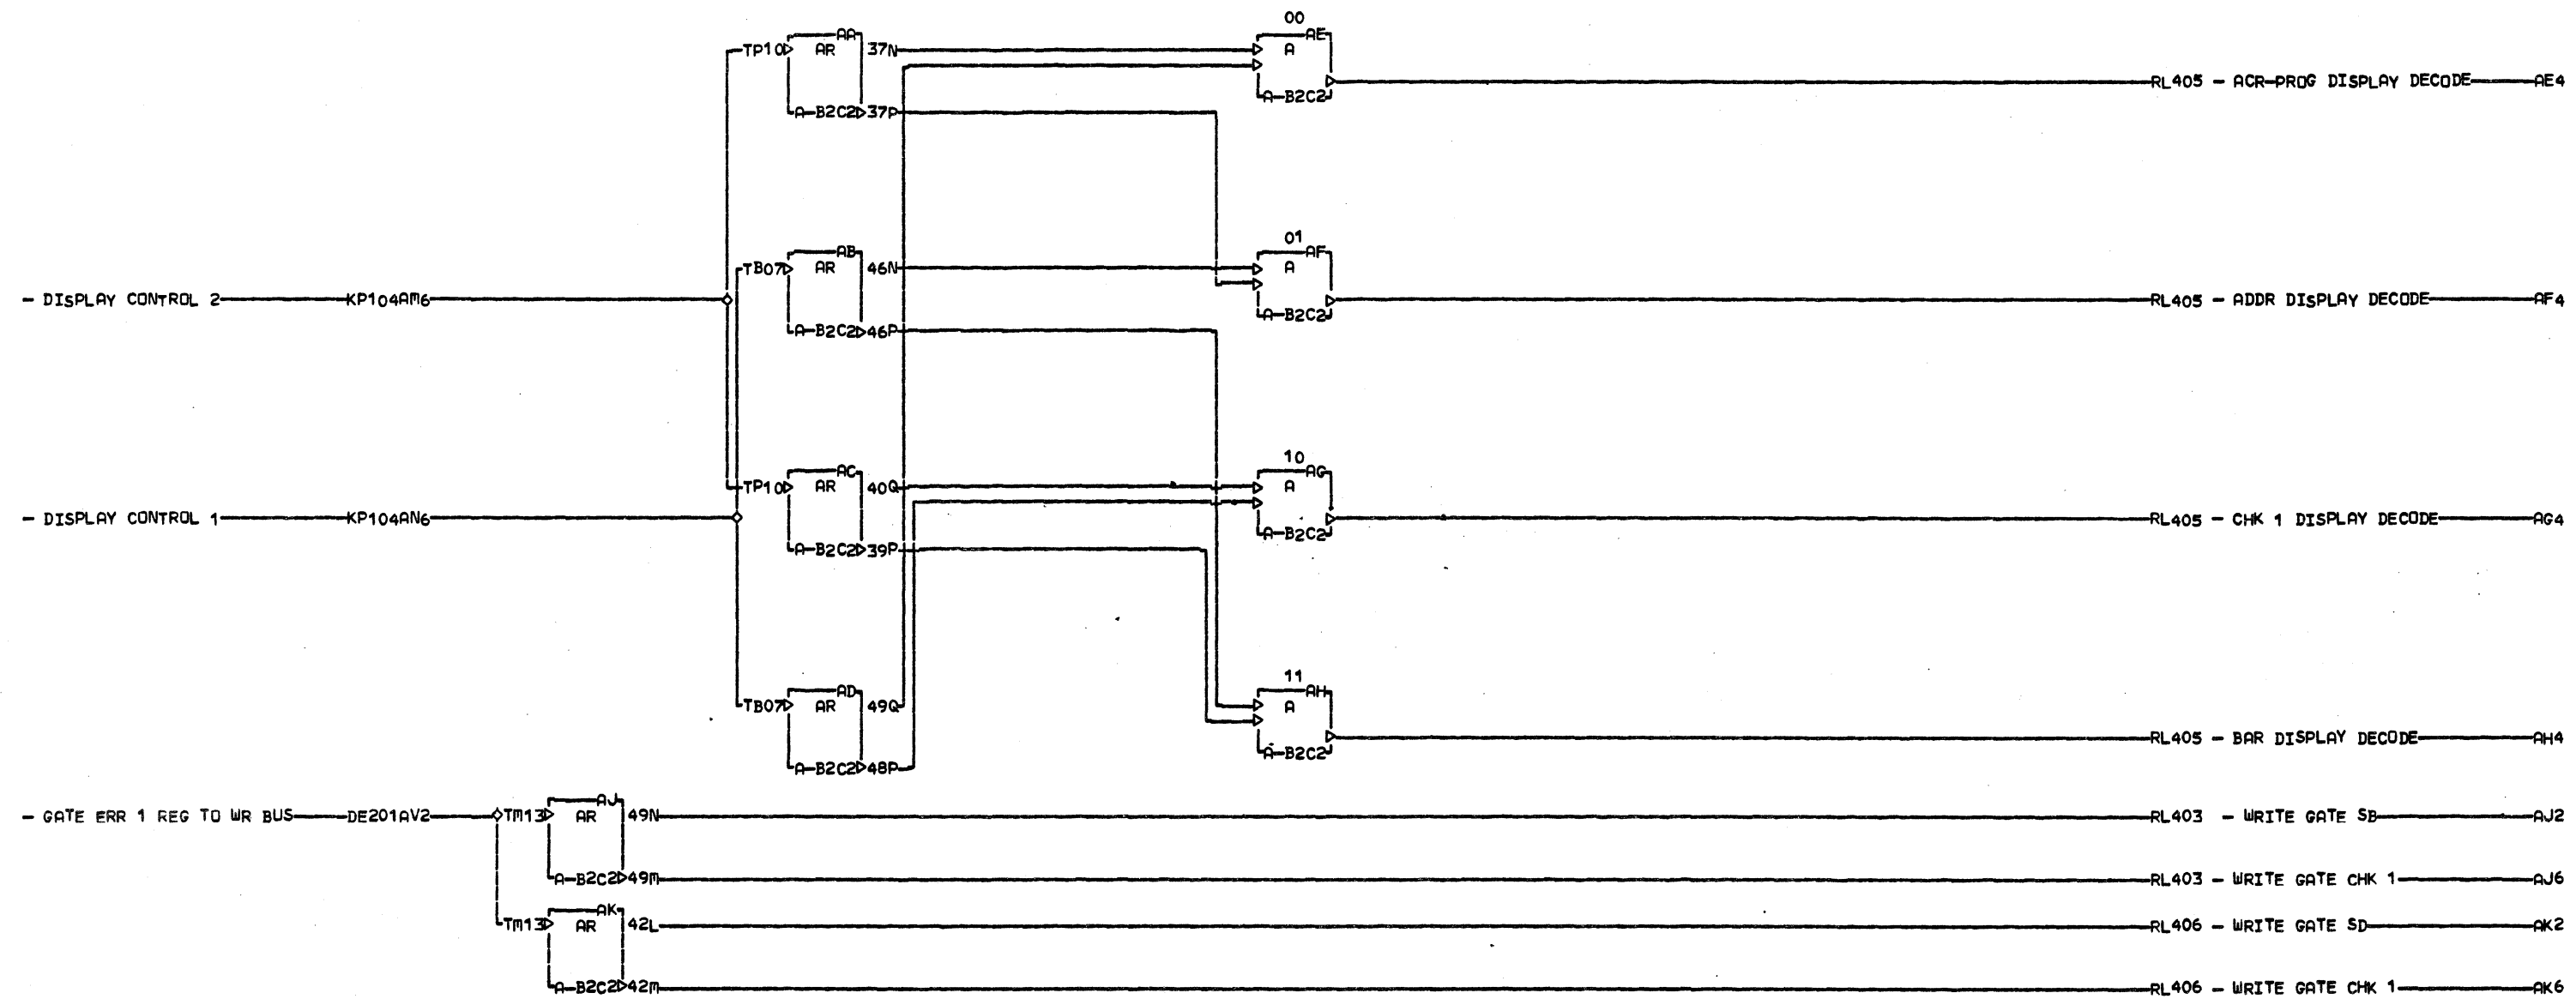 00
AA AE
TP10 AR 37N A
RL405 - ACR-PROG DISPLAY DECODE AE4
A-B2C2
A-B2C2 37P
01
AB AF
TB07 AR 46N A
- DISPLAY CONTROL 2 KP104AM6 RL405 - ADDR DISPLAY DECODE AF4
A-B2C2
A-B2C2 46P
10
AC AG
TP10 AR 40Q A
- DISPLAY CONTROL 1 KP104AN6 RL405 - CHK 1 DISPLAY DECODE AG4
A-B2C2
A-B2C2 39P
11
AD AH
TB07 AR 49Q A
RL405 - BAR DISPLAY DECODE AH4
A-B2C2
A-B2C2 48P
AJ
- GATE ERR 1 REG TO WR BUS DE201AV2 TM13 AR 49N RL403 - WRITE GATE SB AJ2
A-B2C2 49M RL403 - WRITE GATE CHK 1 AJ6
AK
TM13 AR 42L RL406 - WRITE GATE SD AK2
A-B2C2 42M RL406 - WRITE GATE CHK 1 AK6